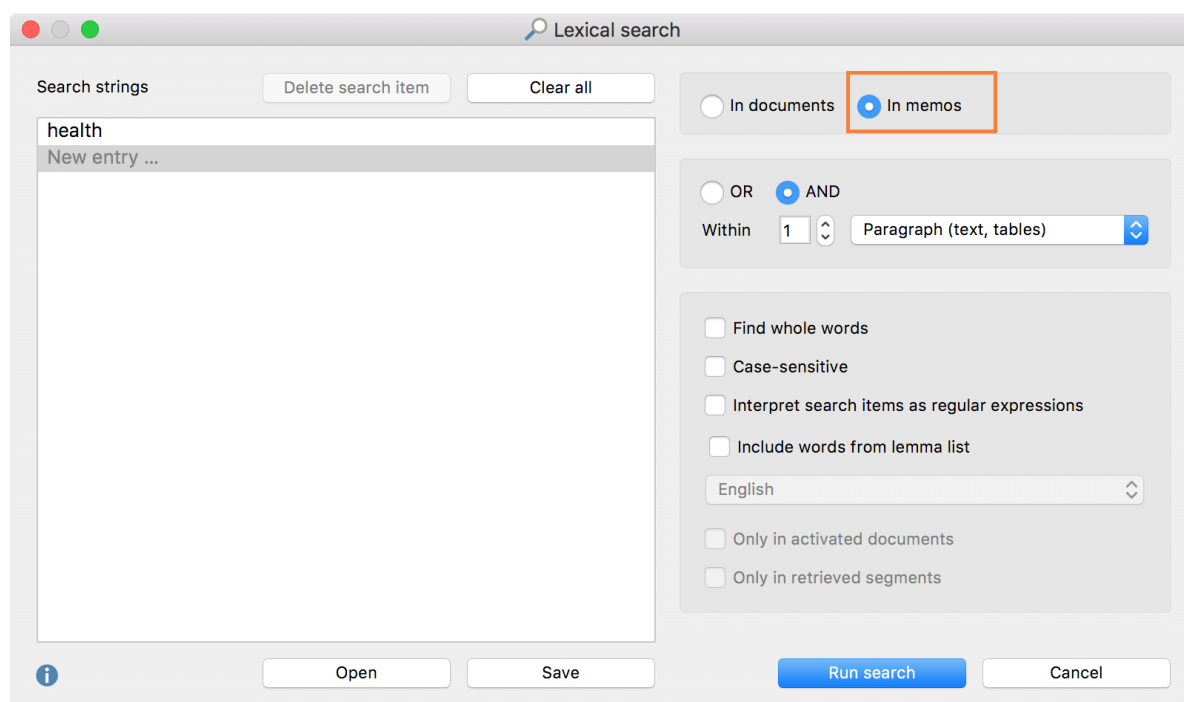 Lexical search
Search strings
Delete search item
Clear all
health
New entry ...
In documents
In memos
OR
AND
Within
1
Paragraph (text, tables)
Find whole words
Case-sensitive
Interpret search items as regular expressions
Include words from lemma list
English
Only in activated documents
Only in retrieved segments
Open
Save
Run search
Cancel